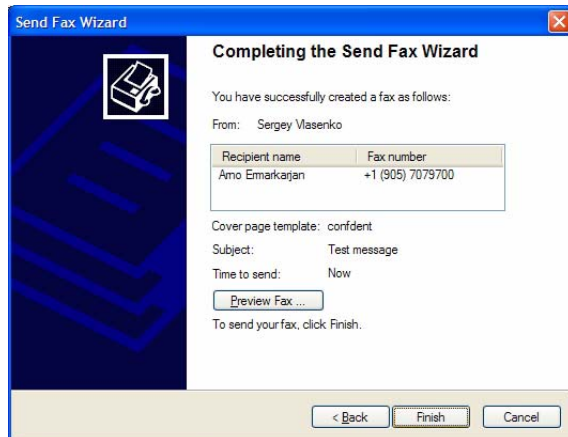 Send Fax Wizard
Completing the Send Fax Wizard
You have successfully created a fax as follows:
From: Sergey Vlasenko
Recipient name Fax number
Arno Ermarkarjan +1 (905) 7079700
Cover page template: confdent
Subject: Test message
Time to send: Now
Preview Fax ...
To send your fax, click Finish.
< Back Finish Cancel